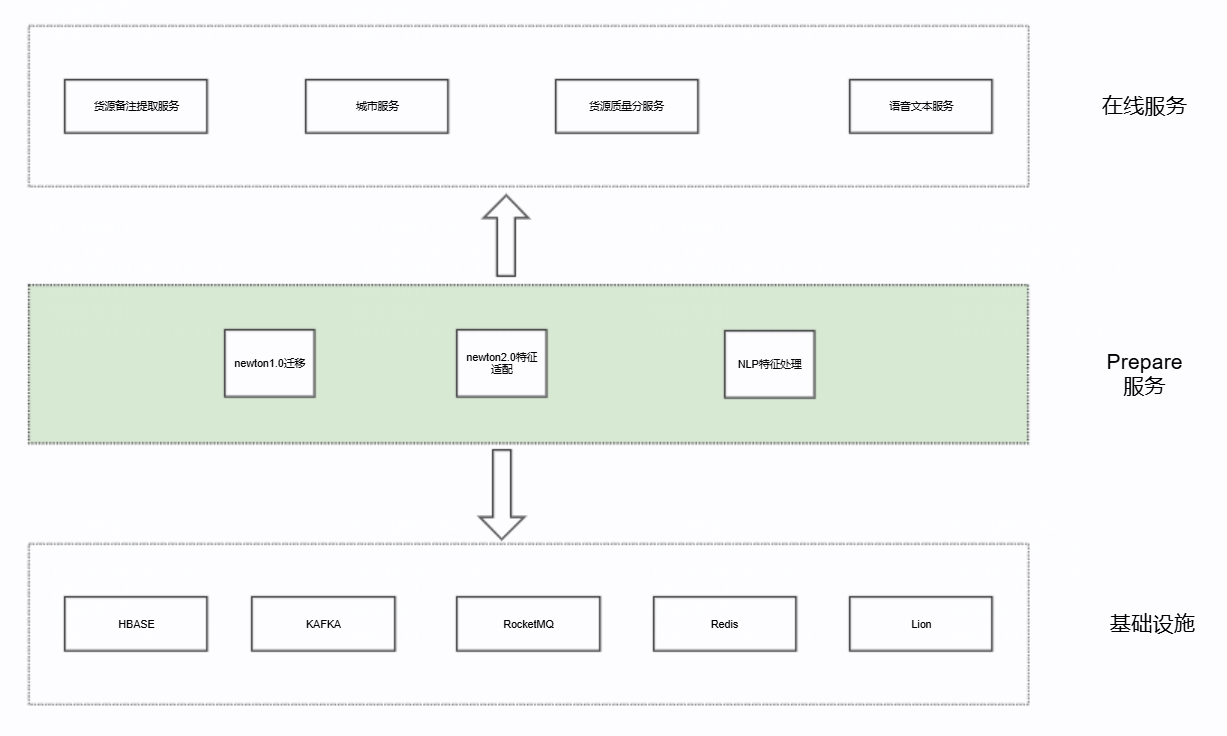 货源备注提取服务
城市服务
货源质量分服务
语音文本服务
在线服务
newton1.0迁移
newton2.0特征
适配
NLP特征处理
Prepare
服务
HBASE
KAFKA
RocketMQ
Redis
Lion
基础设施